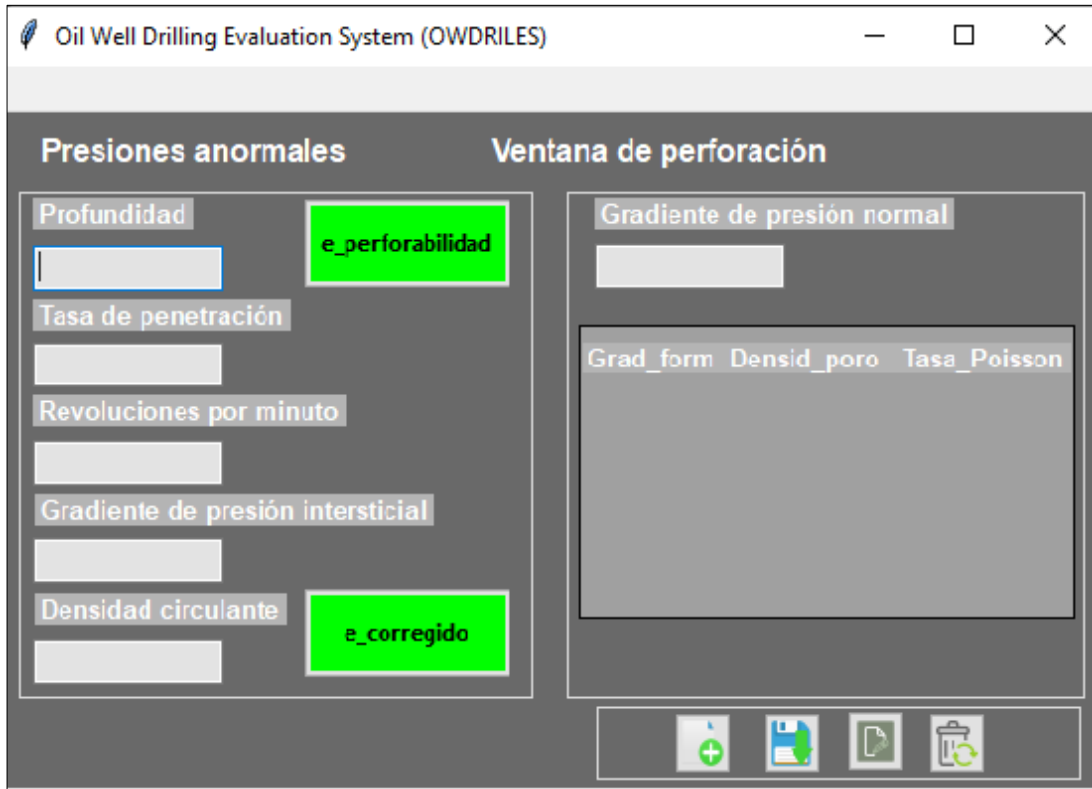 Oil Well Drilling Evaluation System (OWDRILES)
Presiones anormales
Profundidad
e_perforabilidad
Tasa de penetración
Revoluciones por minuto
Gradiente de presión intersticial
Densidad circulante
e_corregido
Ventana de perforación
Gradiente de presión normal
Grad_form Densid_poro Tasa_Poisson